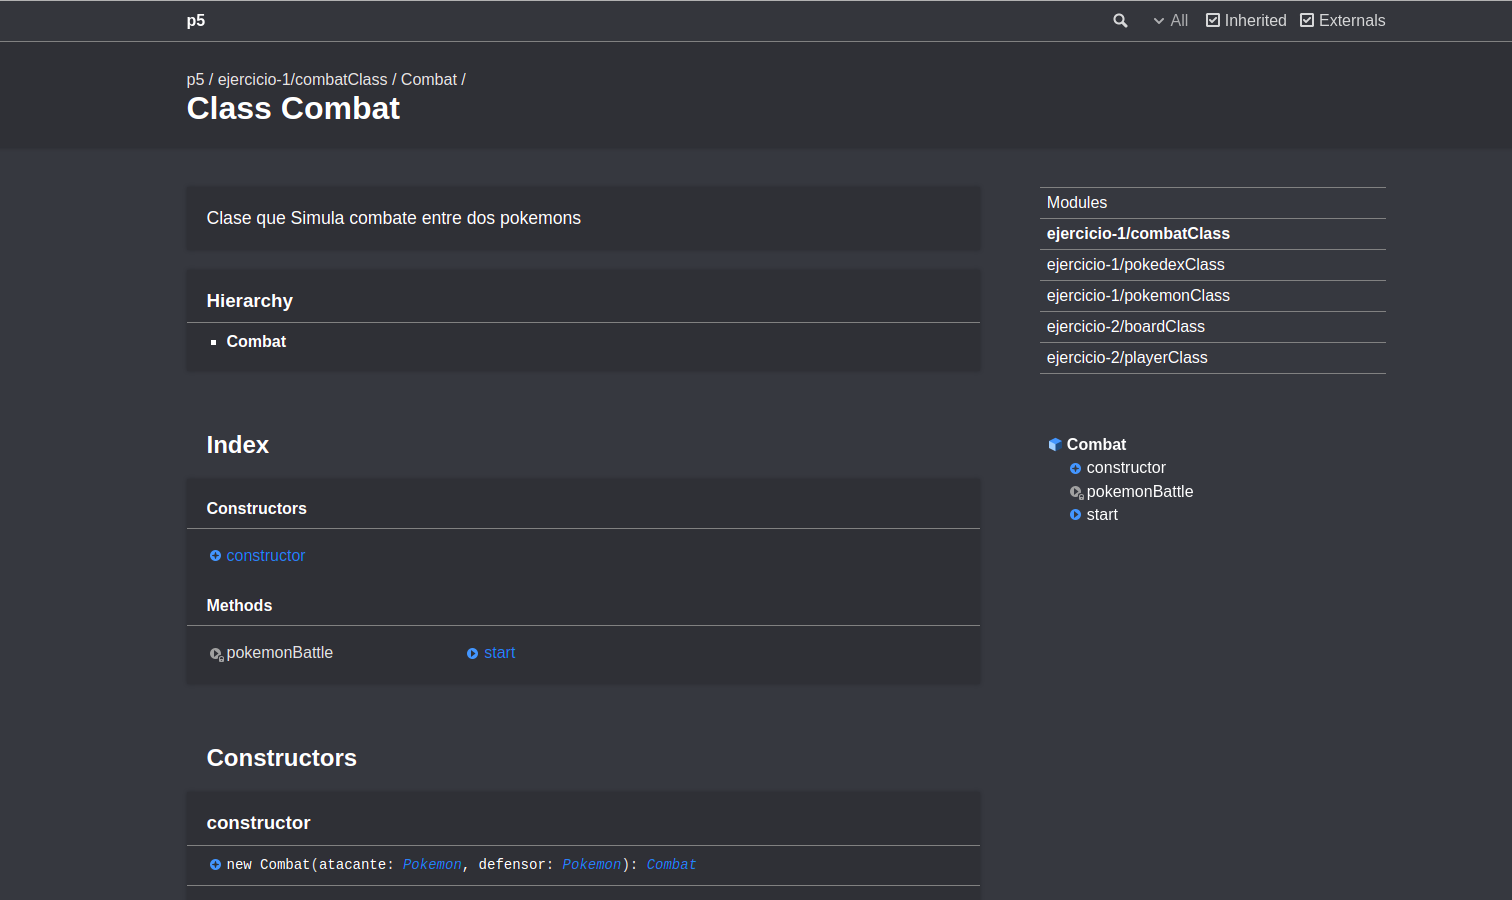 p5
All Inherited Externals
p5 / ejercicio-1/combatClass / Combat /
Class Combat
Clase que Simula combate entre dos pokemons
Hierarchy
Combat
Index
Constructors
constructor
Methods
pokemonBattle start
Constructors
constructor
new Combat(atacante: Pokemon, defensor: Pokemon): Combat
Modules
ejercicio-1/combatClass
ejercicio-1/pokedexClass
ejercicio-1/pokemonClass
ejercicio-2/boardClass
ejercicio-2/playerClass
Combat
constructor
pokemonBattle
start